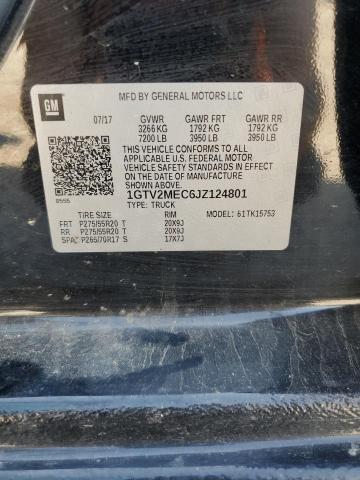 GM
MFD BY GENERAL MOTORS LLC
07/17 GVWR GAWR FRT GAWR RR
3266 KG 1792 KG 1792 KG
7200 LB 3950 LB 3950 LB
THIS VEHICLE CONFORMS TO ALL
APPLICABLE U.S. FEDERAL MOTOR
VEHICLE SAFETY STANDARDS IN
EFFECT ON THE DATE OF
MANUFACTURE SHOWN ABOVE.
1GTV2MEC6JZ124801
TYPE: TRUCK MODEL: 61TK15753
TIRE SIZE RIM
FRT P275/55R20 T 20X9J
RR P275/55R20 T 20X9J
SPA P265/70R17 S 17X7J